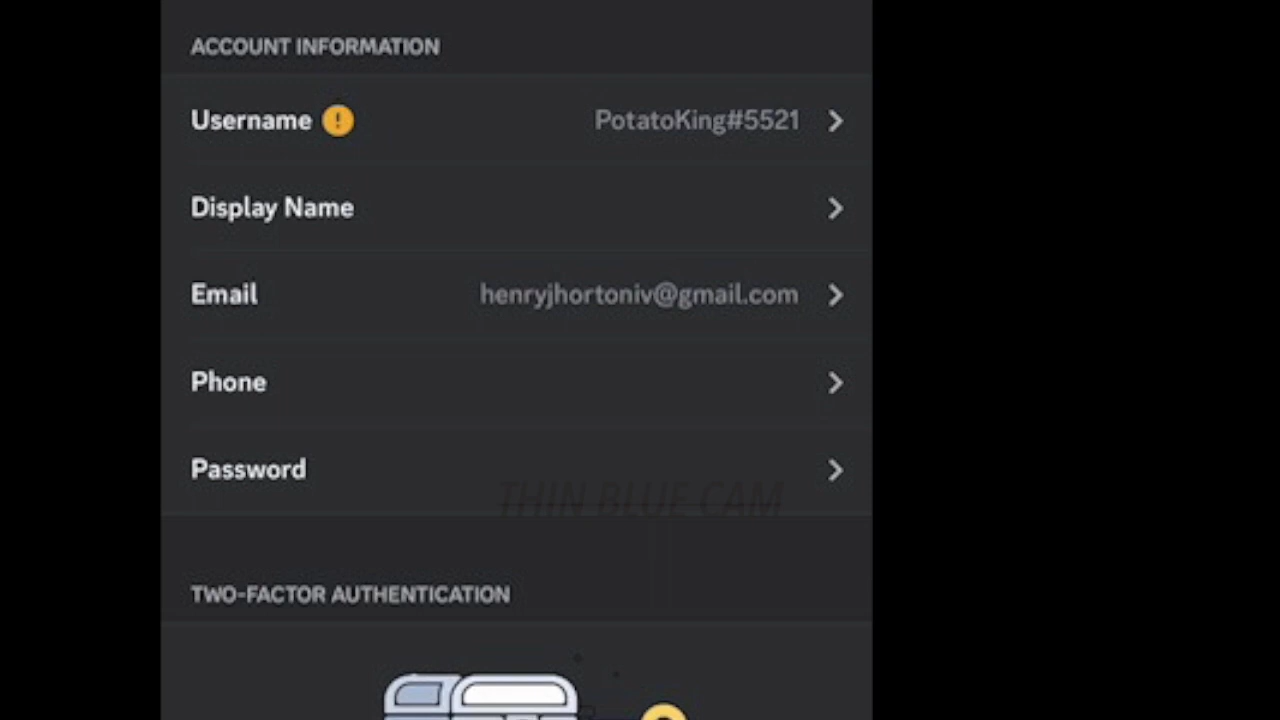 ACCOUNT INFORMATION
Username ! PotatoKing#5521
Display Name
Email henryjhortoniv@gmail.com
Phone
Password
THIN BLUE CAM
TWO-FACTOR AUTHENTICATION